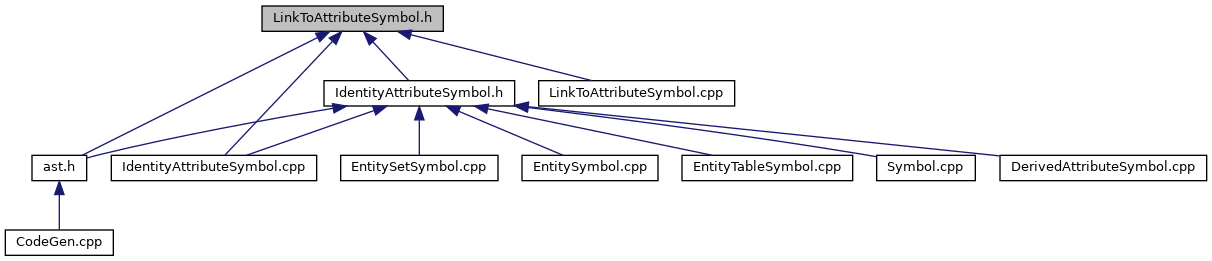 LinkToAttributeSymbol.h
IdentityAttributeSymbol.h
LinkToAttributeSymbol.cpp
ast.h
IdentityAttributeSymbol.cpp
EntitySetSymbol.cpp
EntitySymbol.cpp
EntityTableSymbol.cpp
Symbol.cpp
DerivedAttributeSymbol.cpp
CodeGen.cpp